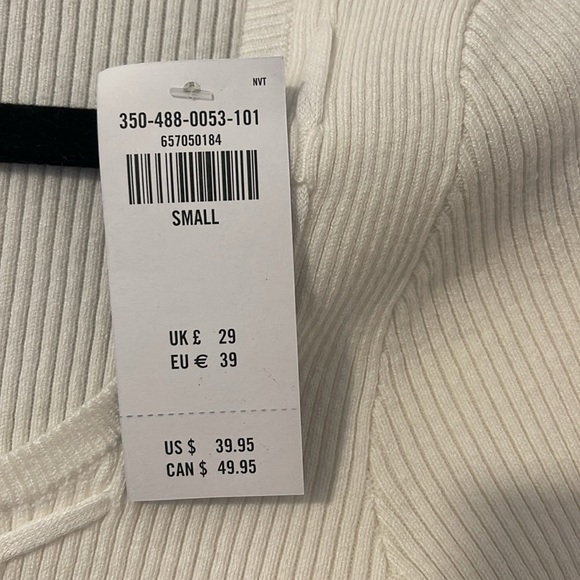 NVT
350-488-0053-101
657050184
SMALL
UK £ 29
EU € 39
US $ 39.95
CAN $ 49.95